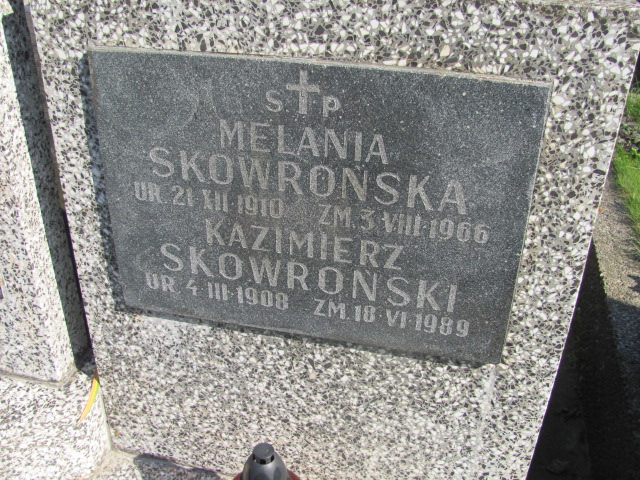 Ś P
MELANIA
SKOWROŃSKA
UR 21 XII 1910 ZM. 3. VIII. 1966
KAZIMIERZ
SKOWROŃSKI
UR 4 III 1908 ZM. 18 VI 1989